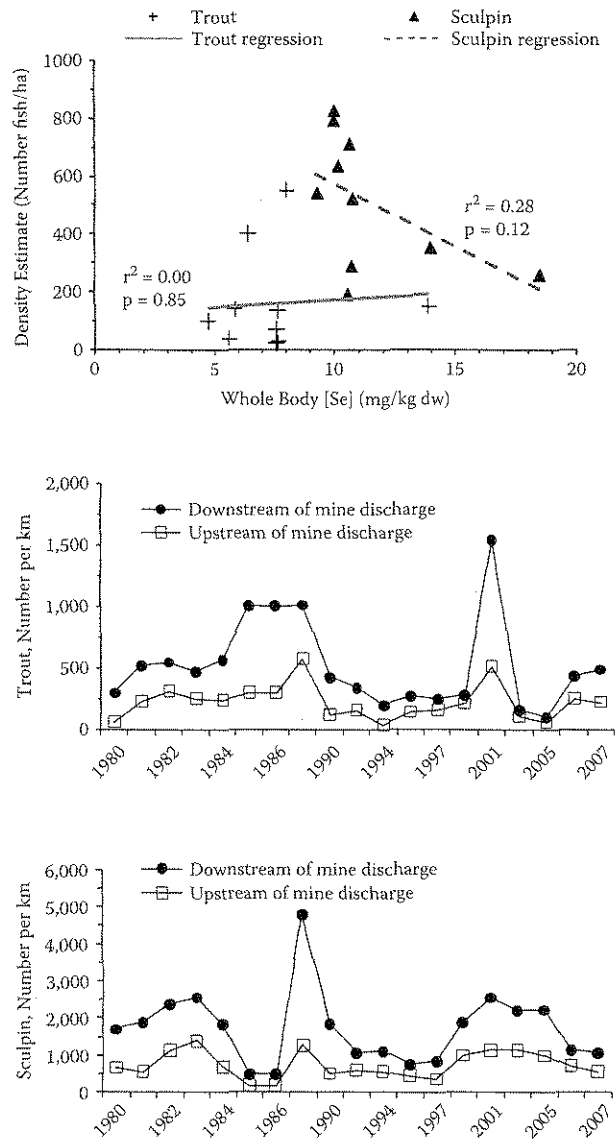 Trout
Sculpin
Trout regression
Sculpin regression
Density Estimate (Number fish/ha)
1000
800
600
400
200
0
r² = 0.28
p = 0.12
r² = 0.00
p = 0.85
0 5 10 15 20
Whole Body [Se] (mg/kg dw)
Trout, Number per km
2,000
1,500
1,000
500
0
Downstream of mine discharge
Upstream of mine discharge
1980 1982 1984 1986 1990 1994 1997 2001 2005 2007
Sculpin, Number per km
6,000
5,000
4,000
3,000
2,000
1,000
0
Downstream of mine discharge
Upstream of mine discharge
1980 1982 1984 1986 1990 1994 1997 2001 2005 2007